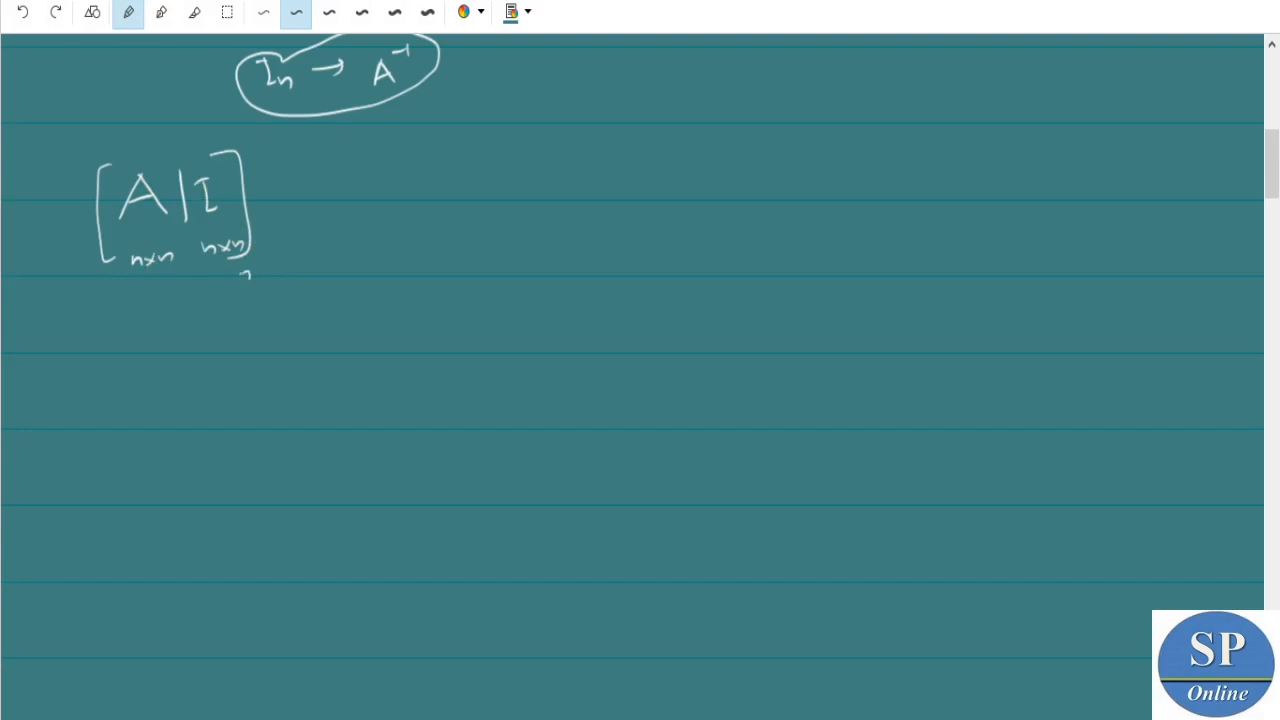 Iₙ → A⁻¹
[A | I]
n×n n×n
SP
Online